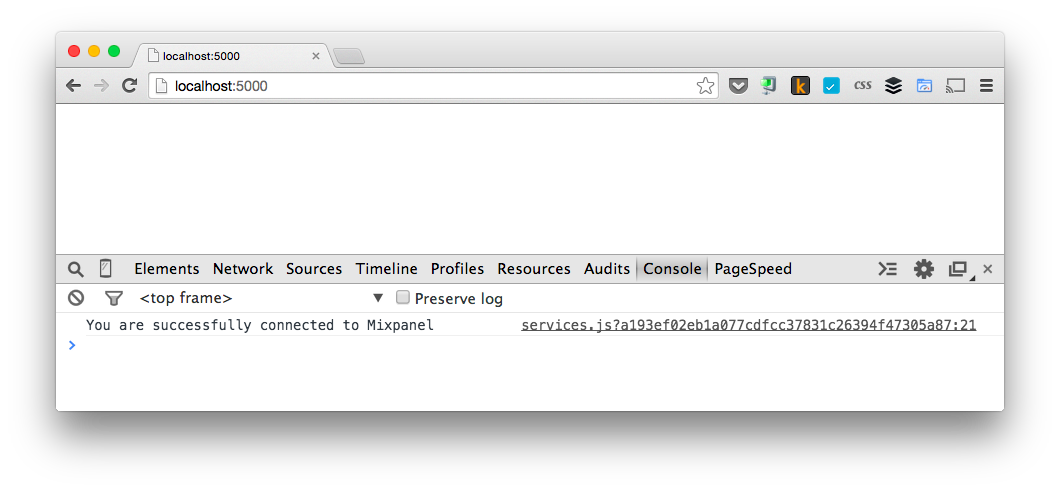 localhost:5000
localhost:5000
k css
Elements Network Sources Timeline Profiles Resources Audits Console PageSpeed
<top frame> Preserve log
You are successfully connected to Mixpanel services.js?a193ef02eb1a077cdfcc37831c26394f47305a87:21